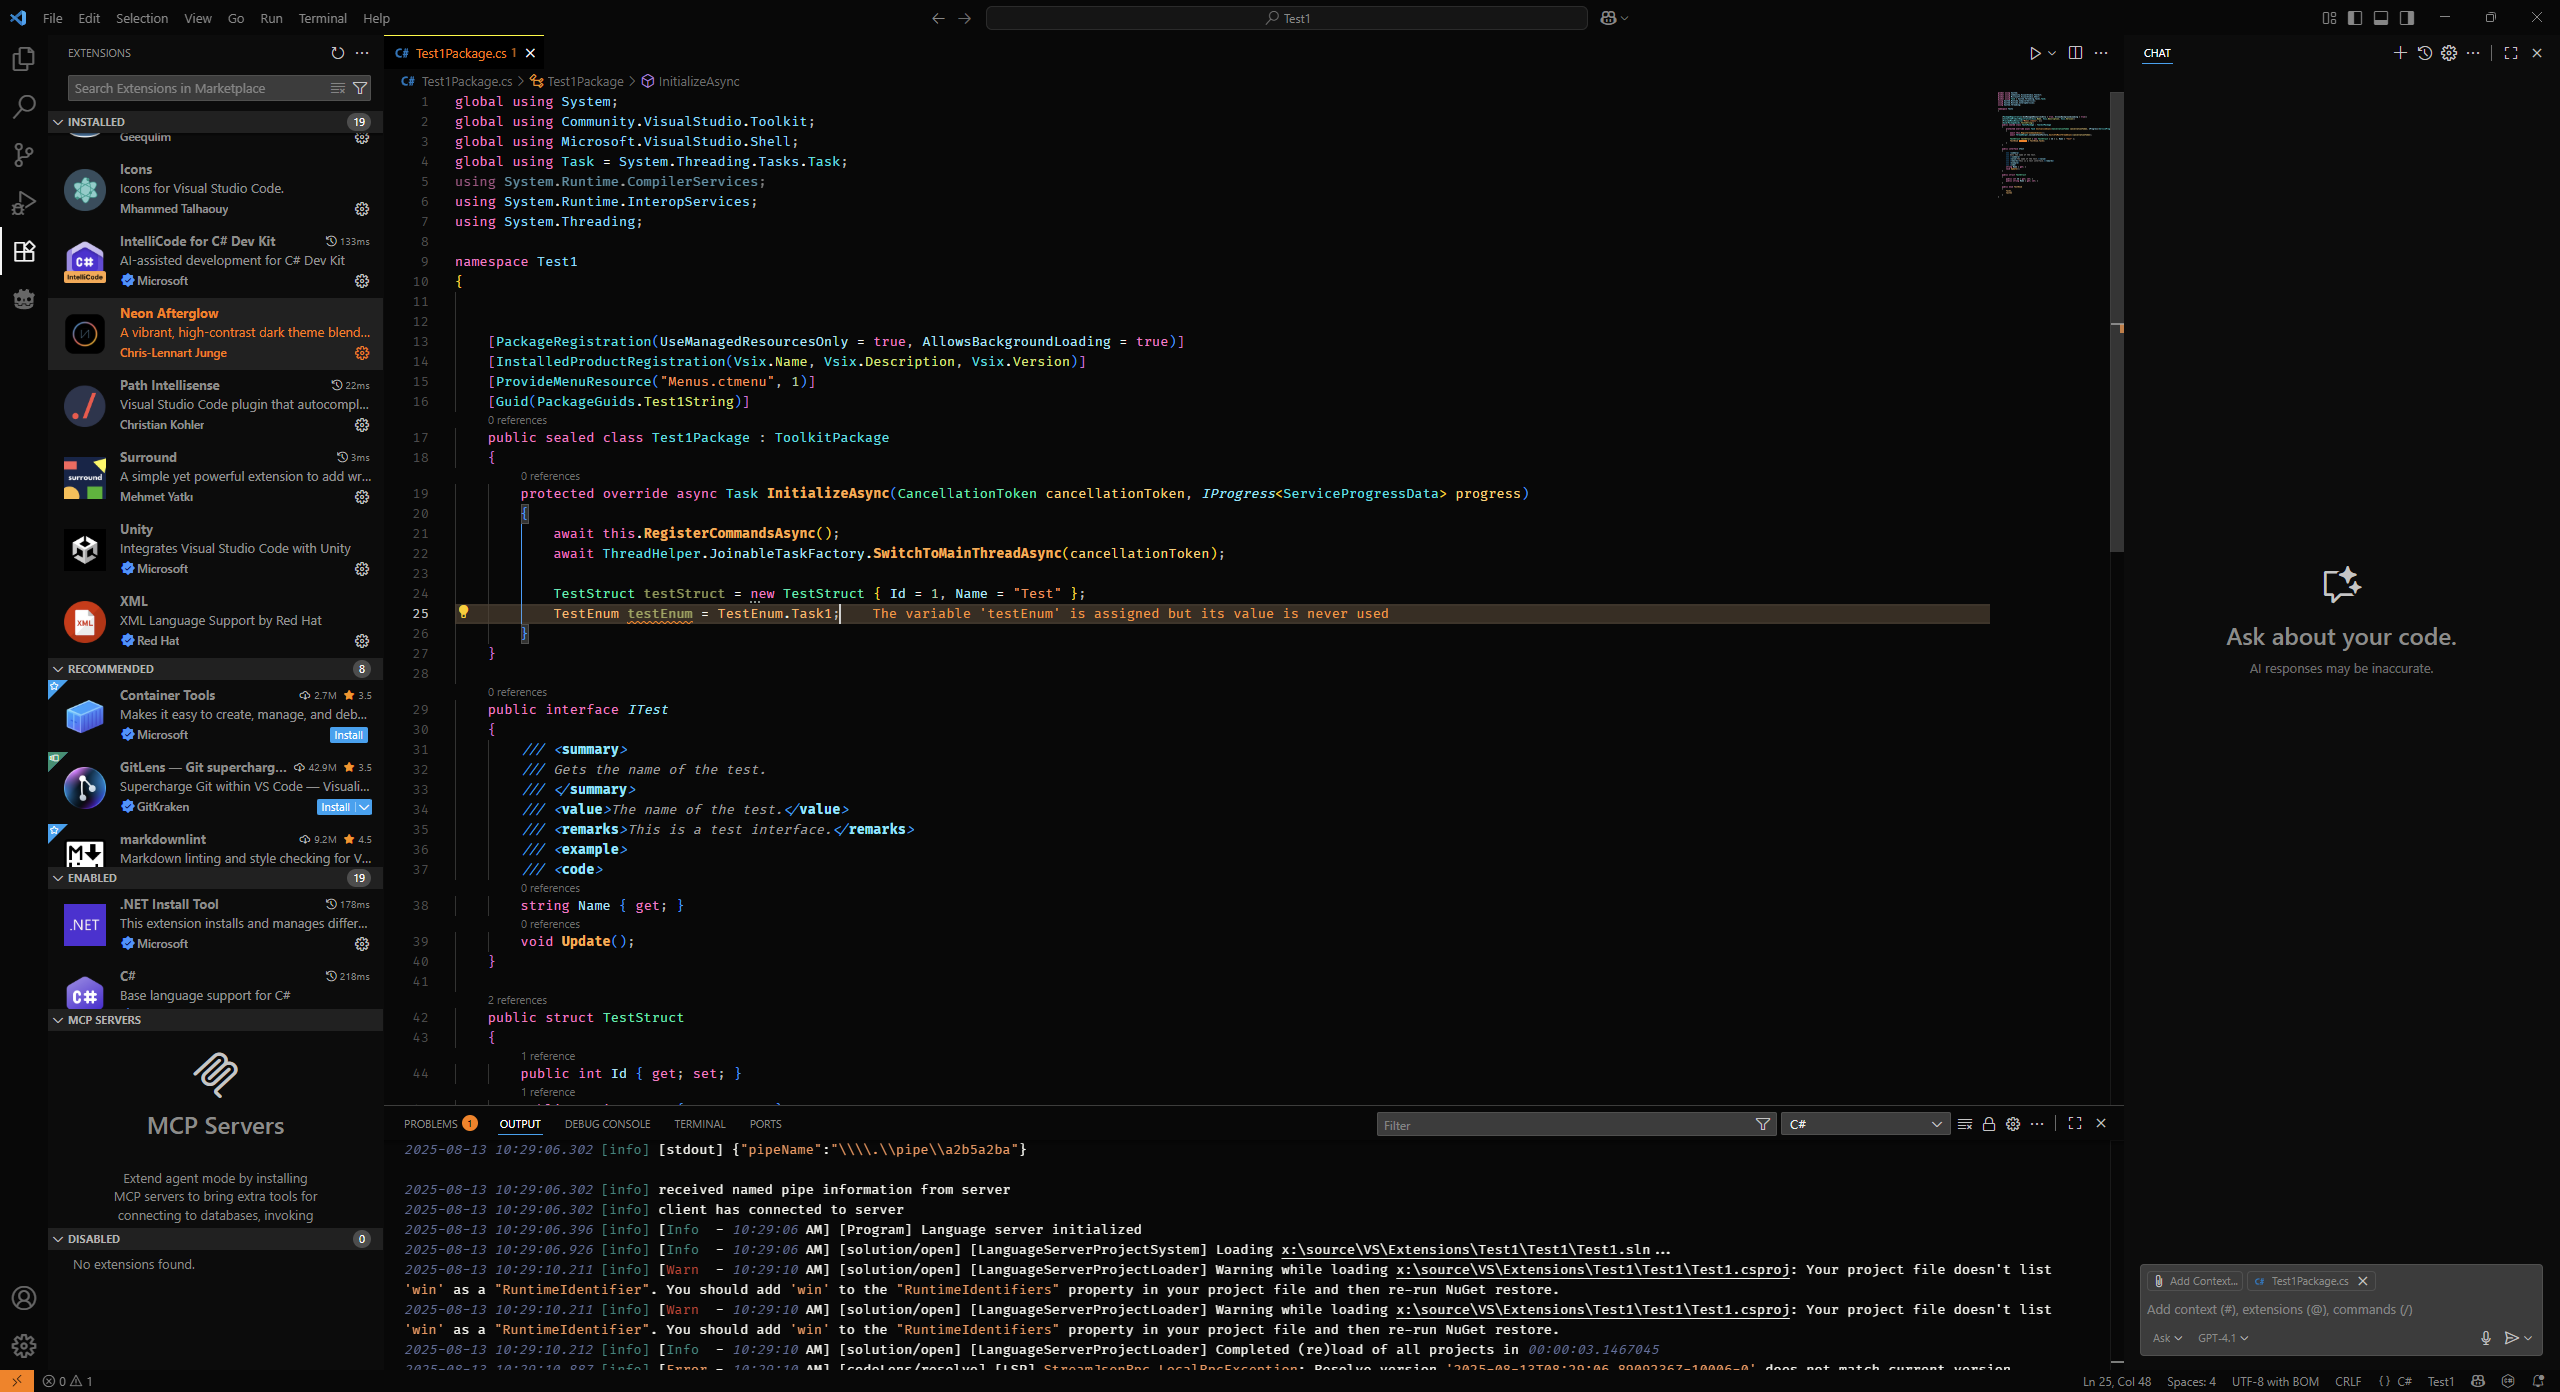 File Edit Selection View Go Run Terminal Help
Test1
EXTENSIONS
Search Extensions in Marketplace
INSTALLED 19
Geequlim
Icons
Icons for Visual Studio Code.
Mhammed Talhaouy
IntelliCode for C# Dev Kit 133ms
AI-assisted development for C# Dev Kit
Microsoft
Neon Afterglow
A vibrant, high-contrast dark theme blend...
Chris-Lennart Junge
Path Intellisense 22ms
Visual Studio Code plugin that autocompl...
Christian Kohler
Surround 3ms
A simple yet powerful extension to add wr...
Mehmet Yatkı
Unity
Integrates Visual Studio Code with Unity
Microsoft
XML
XML Language Support by Red Hat
Red Hat
RECOMMENDED 8
Container Tools 2.7M 3.5
Makes it easy to create, manage, and deb...
Microsoft Install
GitLens — Git supercharg... 42.9M 3.5
Supercharge Git within VS Code — Visuali...
GitKraken Install
markdownlint 9.2M 4.5
Markdown linting and style checking for V...
ENABLED 19
.NET Install Tool 178ms
This extension installs and manages differ...
Microsoft
C# 218ms
Base language support for C#
MCP SERVERS
MCP Servers
Extend agent mode by installing
MCP servers to bring extra tools for
connecting to databases, invoking
DISABLED 0
No extensions found.
C# Test1Package.cs 1
C# Test1Package.cs > Test1Package > InitializeAsync
1 global using System;
2 global using Community.VisualStudio.Toolkit;
3 global using Microsoft.VisualStudio.Shell;
4 global using Task = System.Threading.Tasks.Task;
5 using System.Runtime.CompilerServices;
6 using System.Runtime.InteropServices;
7 using System.Threading;
8
9 namespace Test1
10 {
11
12
13 [PackageRegistration(UseManagedResourcesOnly = true, AllowsBackgroundLoading = true)]
14 [InstalledProductRegistration(Vsix.Name, Vsix.Description, Vsix.Version)]
15 [ProvideMenuResource("Menus.ctmenu", 1)]
16 [Guid(PackageGuids.Test1String)]
0 references
17 public sealed class Test1Package : ToolkitPackage
18 {
0 references
19 protected override async Task InitializeAsync(CancellationToken cancellationToken, IProgress<ServiceProgressData> progress)
20 {
21 await this.RegisterCommandsAsync();
22 await ThreadHelper.JoinableTaskFactory.SwitchToMainThreadAsync(cancellationToken);
23
24 TestStruct testStruct = new TestStruct { Id = 1, Name = "Test" };
25 TestEnum testEnum = TestEnum.Task1; The variable 'testEnum' is assigned but its value is never used
26 }
27 }
28
0 references
29 public interface ITest
30 {
31 /// <summary>
32 /// Gets the name of the test.
33 /// </summary>
34 /// <value>The name of the test.</value>
35 /// <remarks>This is a test interface.</remarks>
36 /// <example>
37 /// <code>
0 references
38 string Name { get; }
0 references
39 void Update();
40 }
41
2 references
42 public struct TestStruct
43 {
1 reference
44 public int Id { get; set; }
1 reference
PROBLEMS 1 OUTPUT DEBUG CONSOLE TERMINAL PORTS Filter C#
2025-08-13 10:29:06.302 [info] [stdout] {"pipeName":"\\\\.\\pipe\\a2b5a2ba"}
2025-08-13 10:29:06.302 [info] received named pipe information from server
2025-08-13 10:29:06.302 [info] client has connected to server
2025-08-13 10:29:06.396 [info] [Info - 10:29:06 AM] [Program] Language server initialized
2025-08-13 10:29:06.926 [info] [Info - 10:29:06 AM] [solution/open] [LanguageServerProjectSystem] Loading x:\source\VS\Extensions\Test1\Test1\Test1.sln...
2025-08-13 10:29:10.211 [info] [Warn - 10:29:10 AM] [solution/open] [LanguageServerProjectLoader] Warning while loading x:\source\VS\Extensions\Test1\Test1\Test1.csproj: Your project file doesn't list
'win' as a "RuntimeIdentifier". You should add 'win' to the "RuntimeIdentifiers" property in your project file and then re-run NuGet restore.
2025-08-13 10:29:10.211 [info] [Warn - 10:29:10 AM] [solution/open] [LanguageServerProjectLoader] Warning while loading x:\source\VS\Extensions\Test1\Test1\Test1.csproj: Your project file doesn't list
'win' as a "RuntimeIdentifier". You should add 'win' to the "RuntimeIdentifiers" property in your project file and then re-run NuGet restore.
2025-08-13 10:29:10.212 [info] [Info - 10:29:10 AM] [solution/open] [LanguageServerProjectLoader] Completed (re)load of all projects in 00:00:03.1467045
2025-08-13 10:29:10.887 [info] [Error - 10:29:10 AM] [codeLens/resolve] [LSP] StreamJsonRpc.LocalRpcException: Resolve version '2025-08-13T08:29:06.8909236Z-10006-0' does not match current version
CHAT
Ask about your code.
AI responses may be inaccurate.
Add Context... C# Test1Package.cs
Add context (#), extensions (@), commands (/)
Ask GPT-4.1
0 1
Ln 25, Col 48 Spaces: 4 UTF-8 with BOM CRLF {} C# Test1